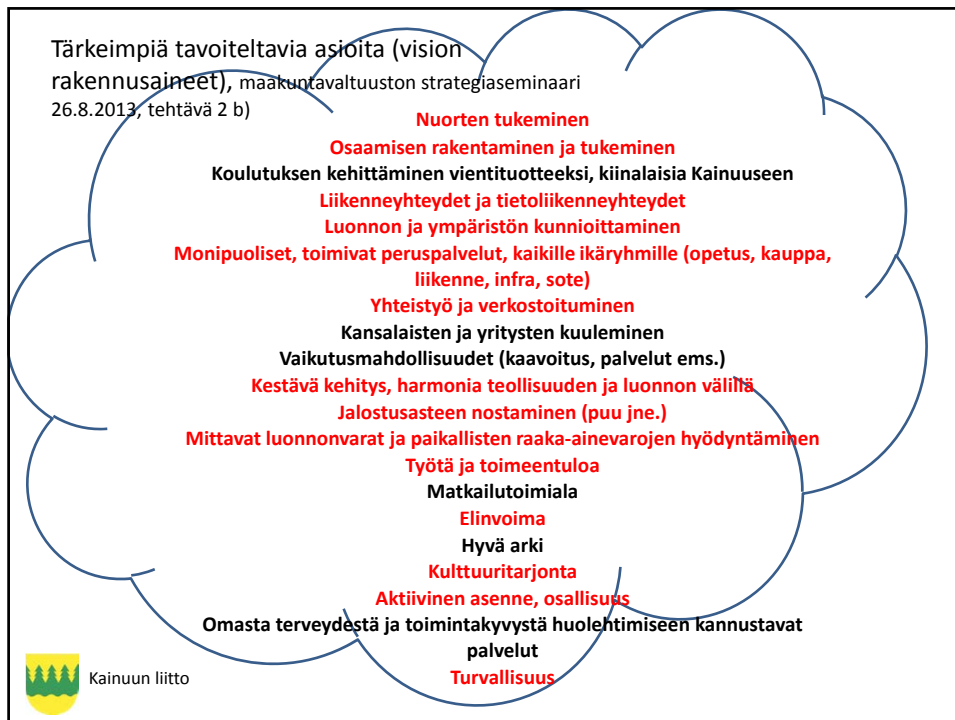 Tärkeimpiä tavoiteltavia asioita (vision
rakennusaineet), maakuntavaltuuston strategiaseminaari
26.8.2013, tehtävä 2 b)
Nuorten tukeminen
Osaamisen rakentaminen ja tukeminen
Koulutuksen kehittäminen vientituotteeksi, kiinalaisia Kainuuseen
Liikenneyhteydet ja tietoliikenneyhteydet
Luonnon ja ympäristön kunnioittaminen
Monipuoliset, toimivat peruspalvelut, kaikille ikäryhmille (opetus, kauppa,
liikenne, infra, sote)
Yhteistyö ja verkostoituminen
Kansalaisten ja yritysten kuuleminen
Vaikutusmahdollisuudet (kaavoitus, palvelut ems.)
Kestävä kehitys, harmonia teollisuuden ja luonnon välillä
Jalostusasteen nostaminen (puu jne.)
Mittavat luonnonvarat ja paikallisten raaka-ainevarojen hyödyntäminen
Työtä ja toimeentuloa
Matkailutoimiala
Elinvoima
Hyvä arki
Kulttuuritarjonta
Aktiivinen asenne, osallisuus
Omasta terveydestä ja toimintakyvystä huolehtimiseen kannustavat
palvelut
Turvallisuus
Kainuun liitto